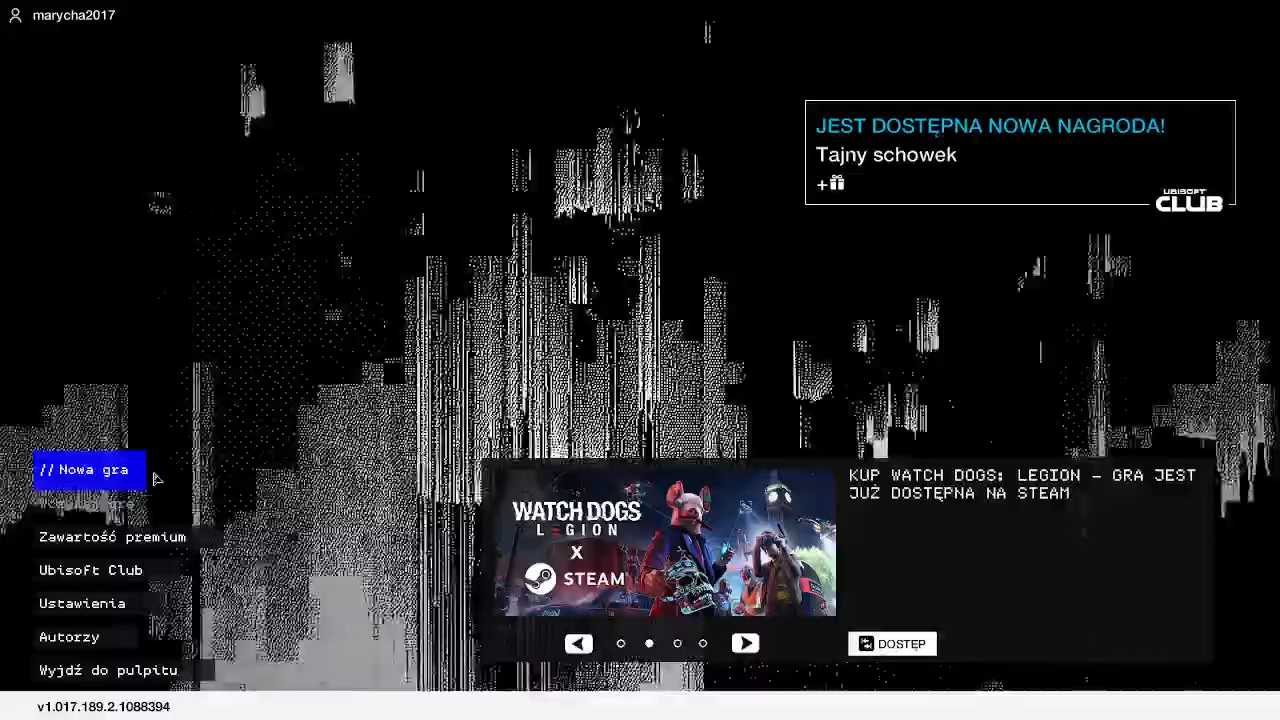 marycha2017
JEST DOSTĘPNA NOWA NAGRODA!
Tajny schowek
+
UBISOFT
CLUB
// Nowa gra
Zawartość premium
Ubisoft Club
Ustawienia
Autorzy
Wyjdź do pulpitu
WATCH DOGS
LEGION
X
STEAM
KUP WATCH DOGS: LEGION – GRA JEST
JUŻ DOSTĘPNA NA STEAM
DOSTĘP
v1.017.189.2.1088394